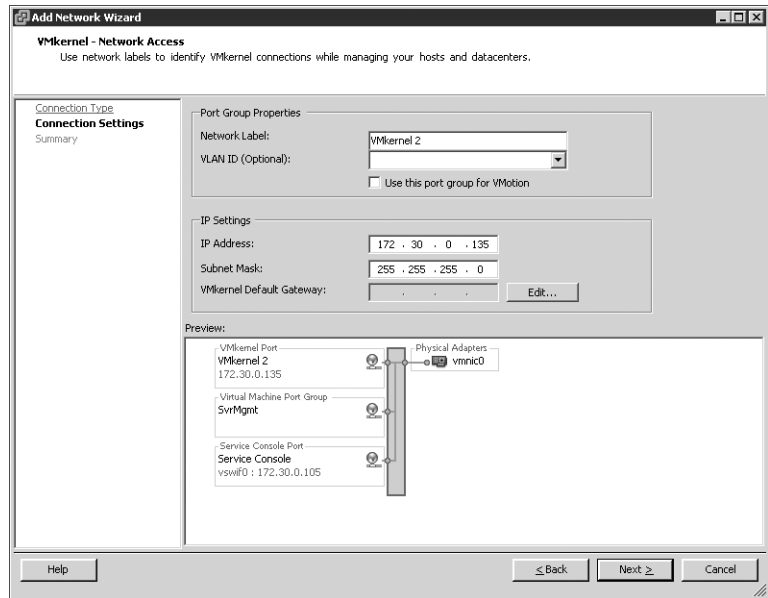 Add Network Wizard
VMkernel - Network Access
Use network labels to identify VMkernel connections while managing your hosts and datacenters.
Connection Type
Connection Settings
Summary
Port Group Properties
Network Label:
VMkernel 2
VLAN ID (Optional):
Use this port group for VMotion
IP Settings
IP Address:
172 . 30 . 0 . 135
Subnet Mask:
255 . 255 . 255 . 0
VMkernel Default Gateway:
. . .
Edit...
Preview:
VMkernel Port
VMkernel 2
172.30.0.135
Physical Adapters
vmnic0
Virtual Machine Port Group
SvrMgmt
Service Console Port
Service Console
vswif0 : 172.30.0.105
Help
< Back
Next >
Cancel